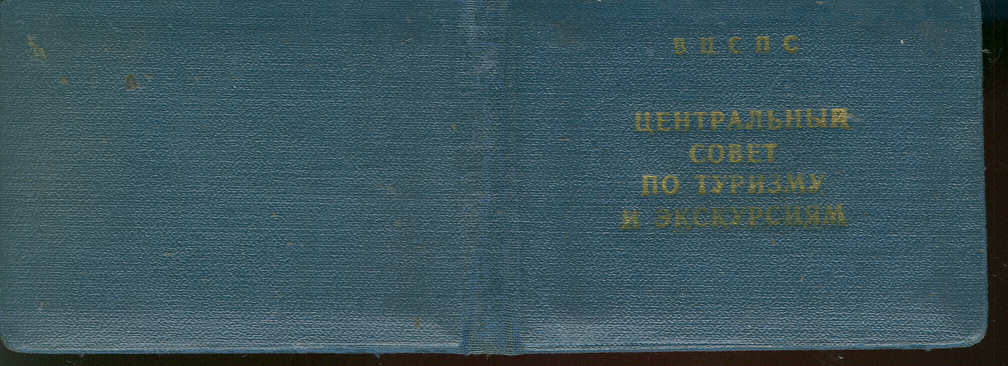 ВЦСПС
ЦЕНТРАЛЬНЫЙ
СОВЕТ
ПО ТУРИЗМУ
И ЭКСКУРСИЯМ